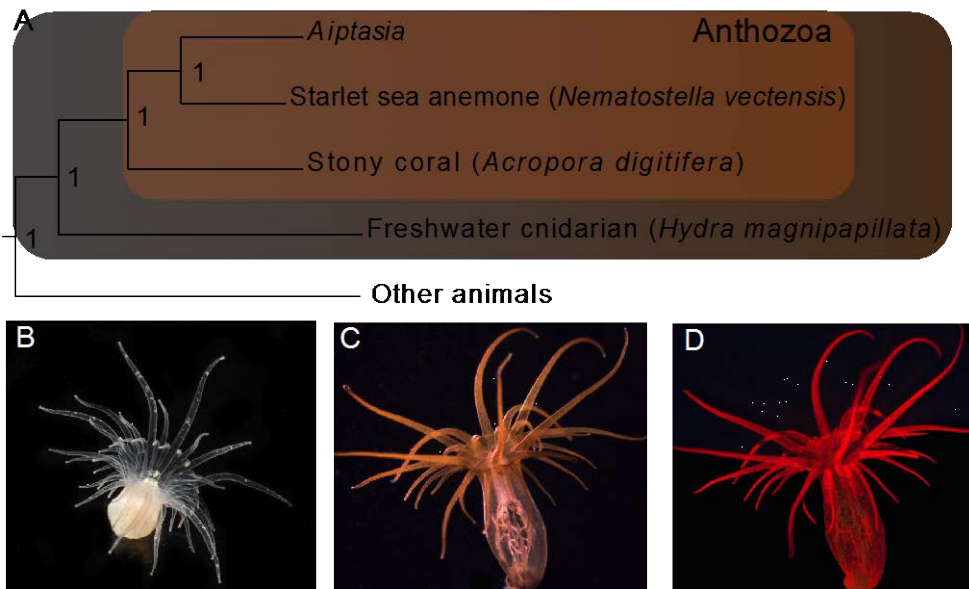 A
Aiptasia
Anthozoa
1
Starlet sea anemone (Nematostella vectensis)
1
Stony coral (Acropora digitifera)
1
Freshwater cnidarian (Hydra magnipapillata)
1
Other animals
B
C
D